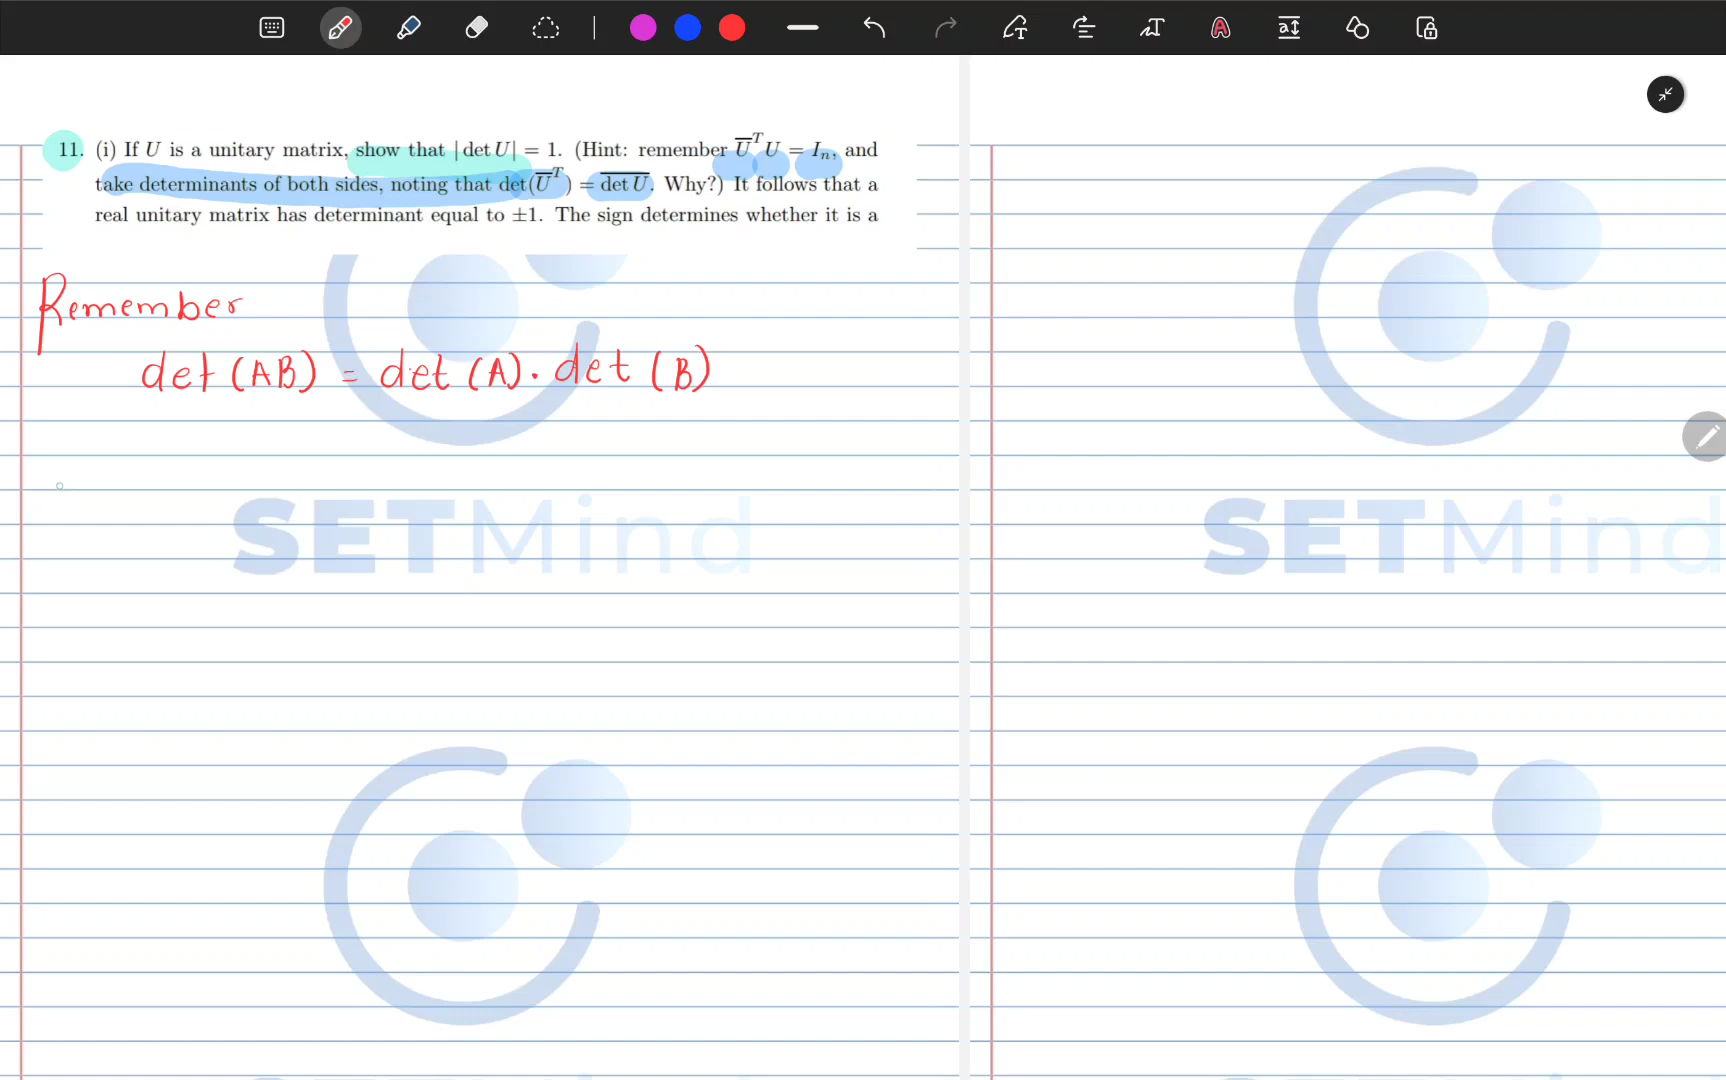 11. (i) If U is a unitary matrix, show that |det U| = 1. (Hint: remember U̅ᵀU = Iₙ, and
take determinants of both sides, noting that det(U̅ᵀ) = d̅e̅t̅ ̅U̅. Why?) It follows that a
real unitary matrix has determinant equal to ±1. The sign determines whether it is a
Remember
det (AB) = det (A) . det (B)
SETMind
SETMind